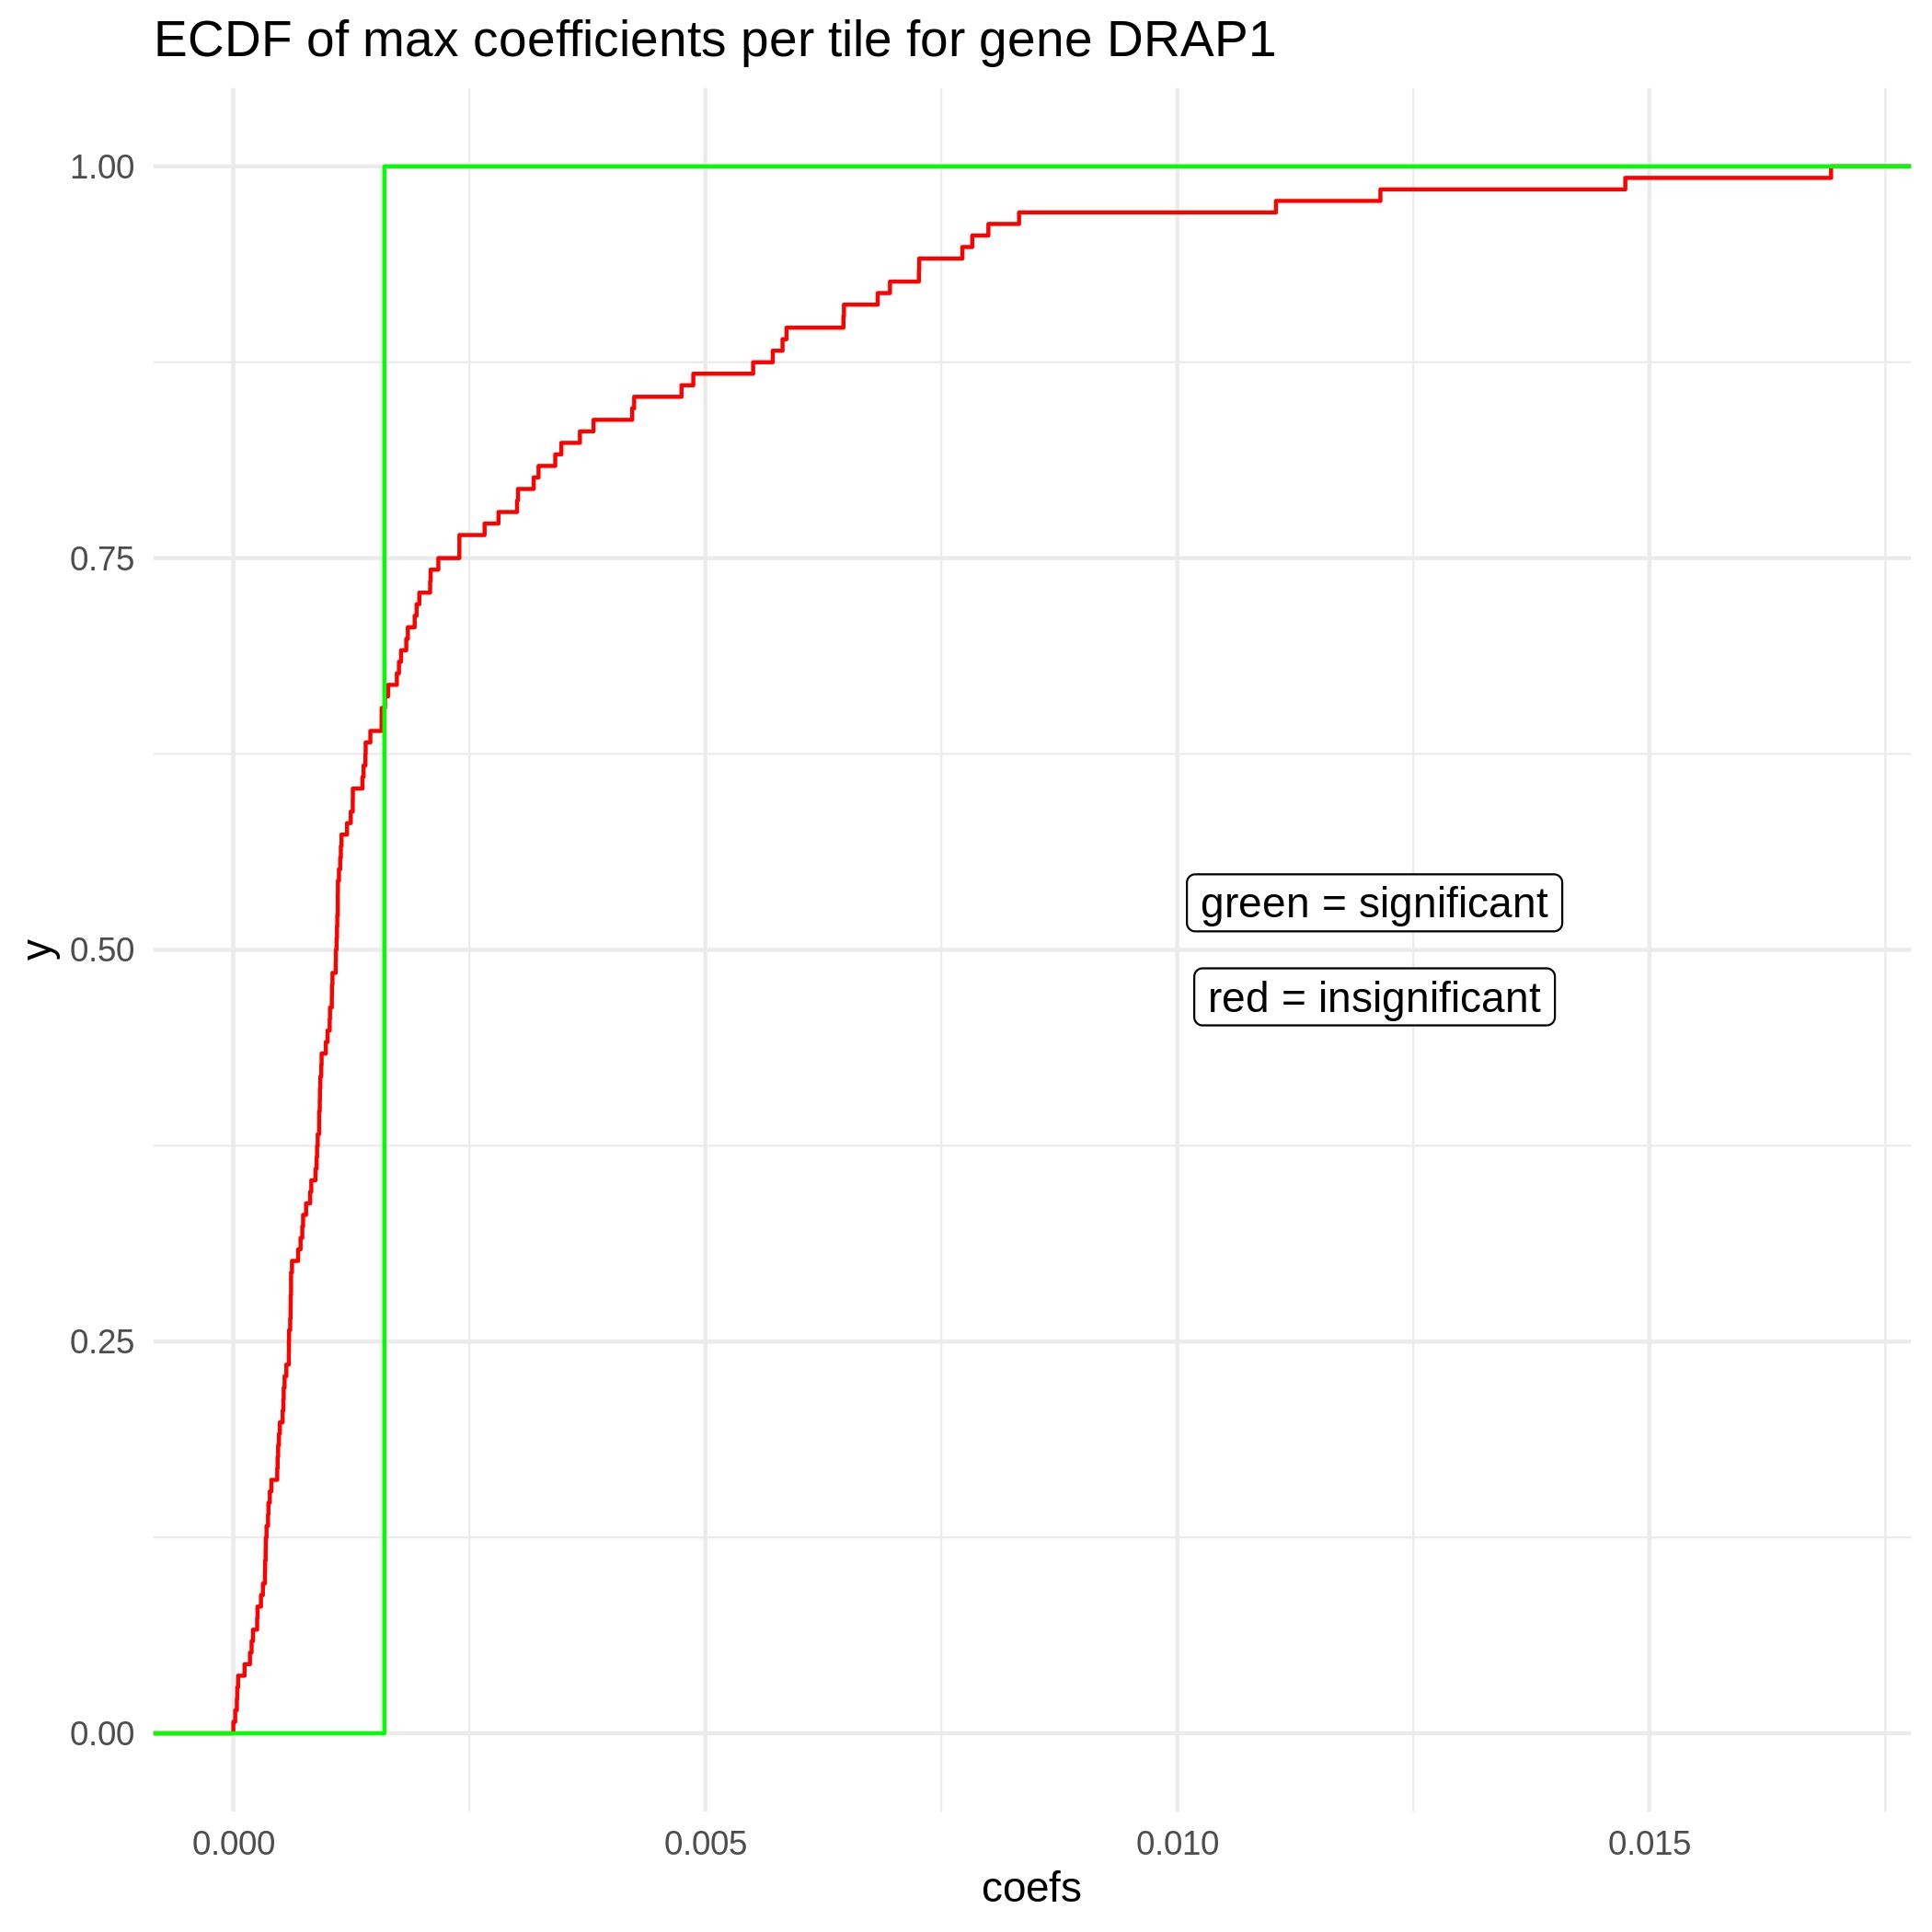 ECDF of max coefficients per tile for gene DRAP1
1.00
0.75
green = significant
y
0.50
red = insignificant
0.25
0.00
0.000
0.005
0.010
0.015
coefs